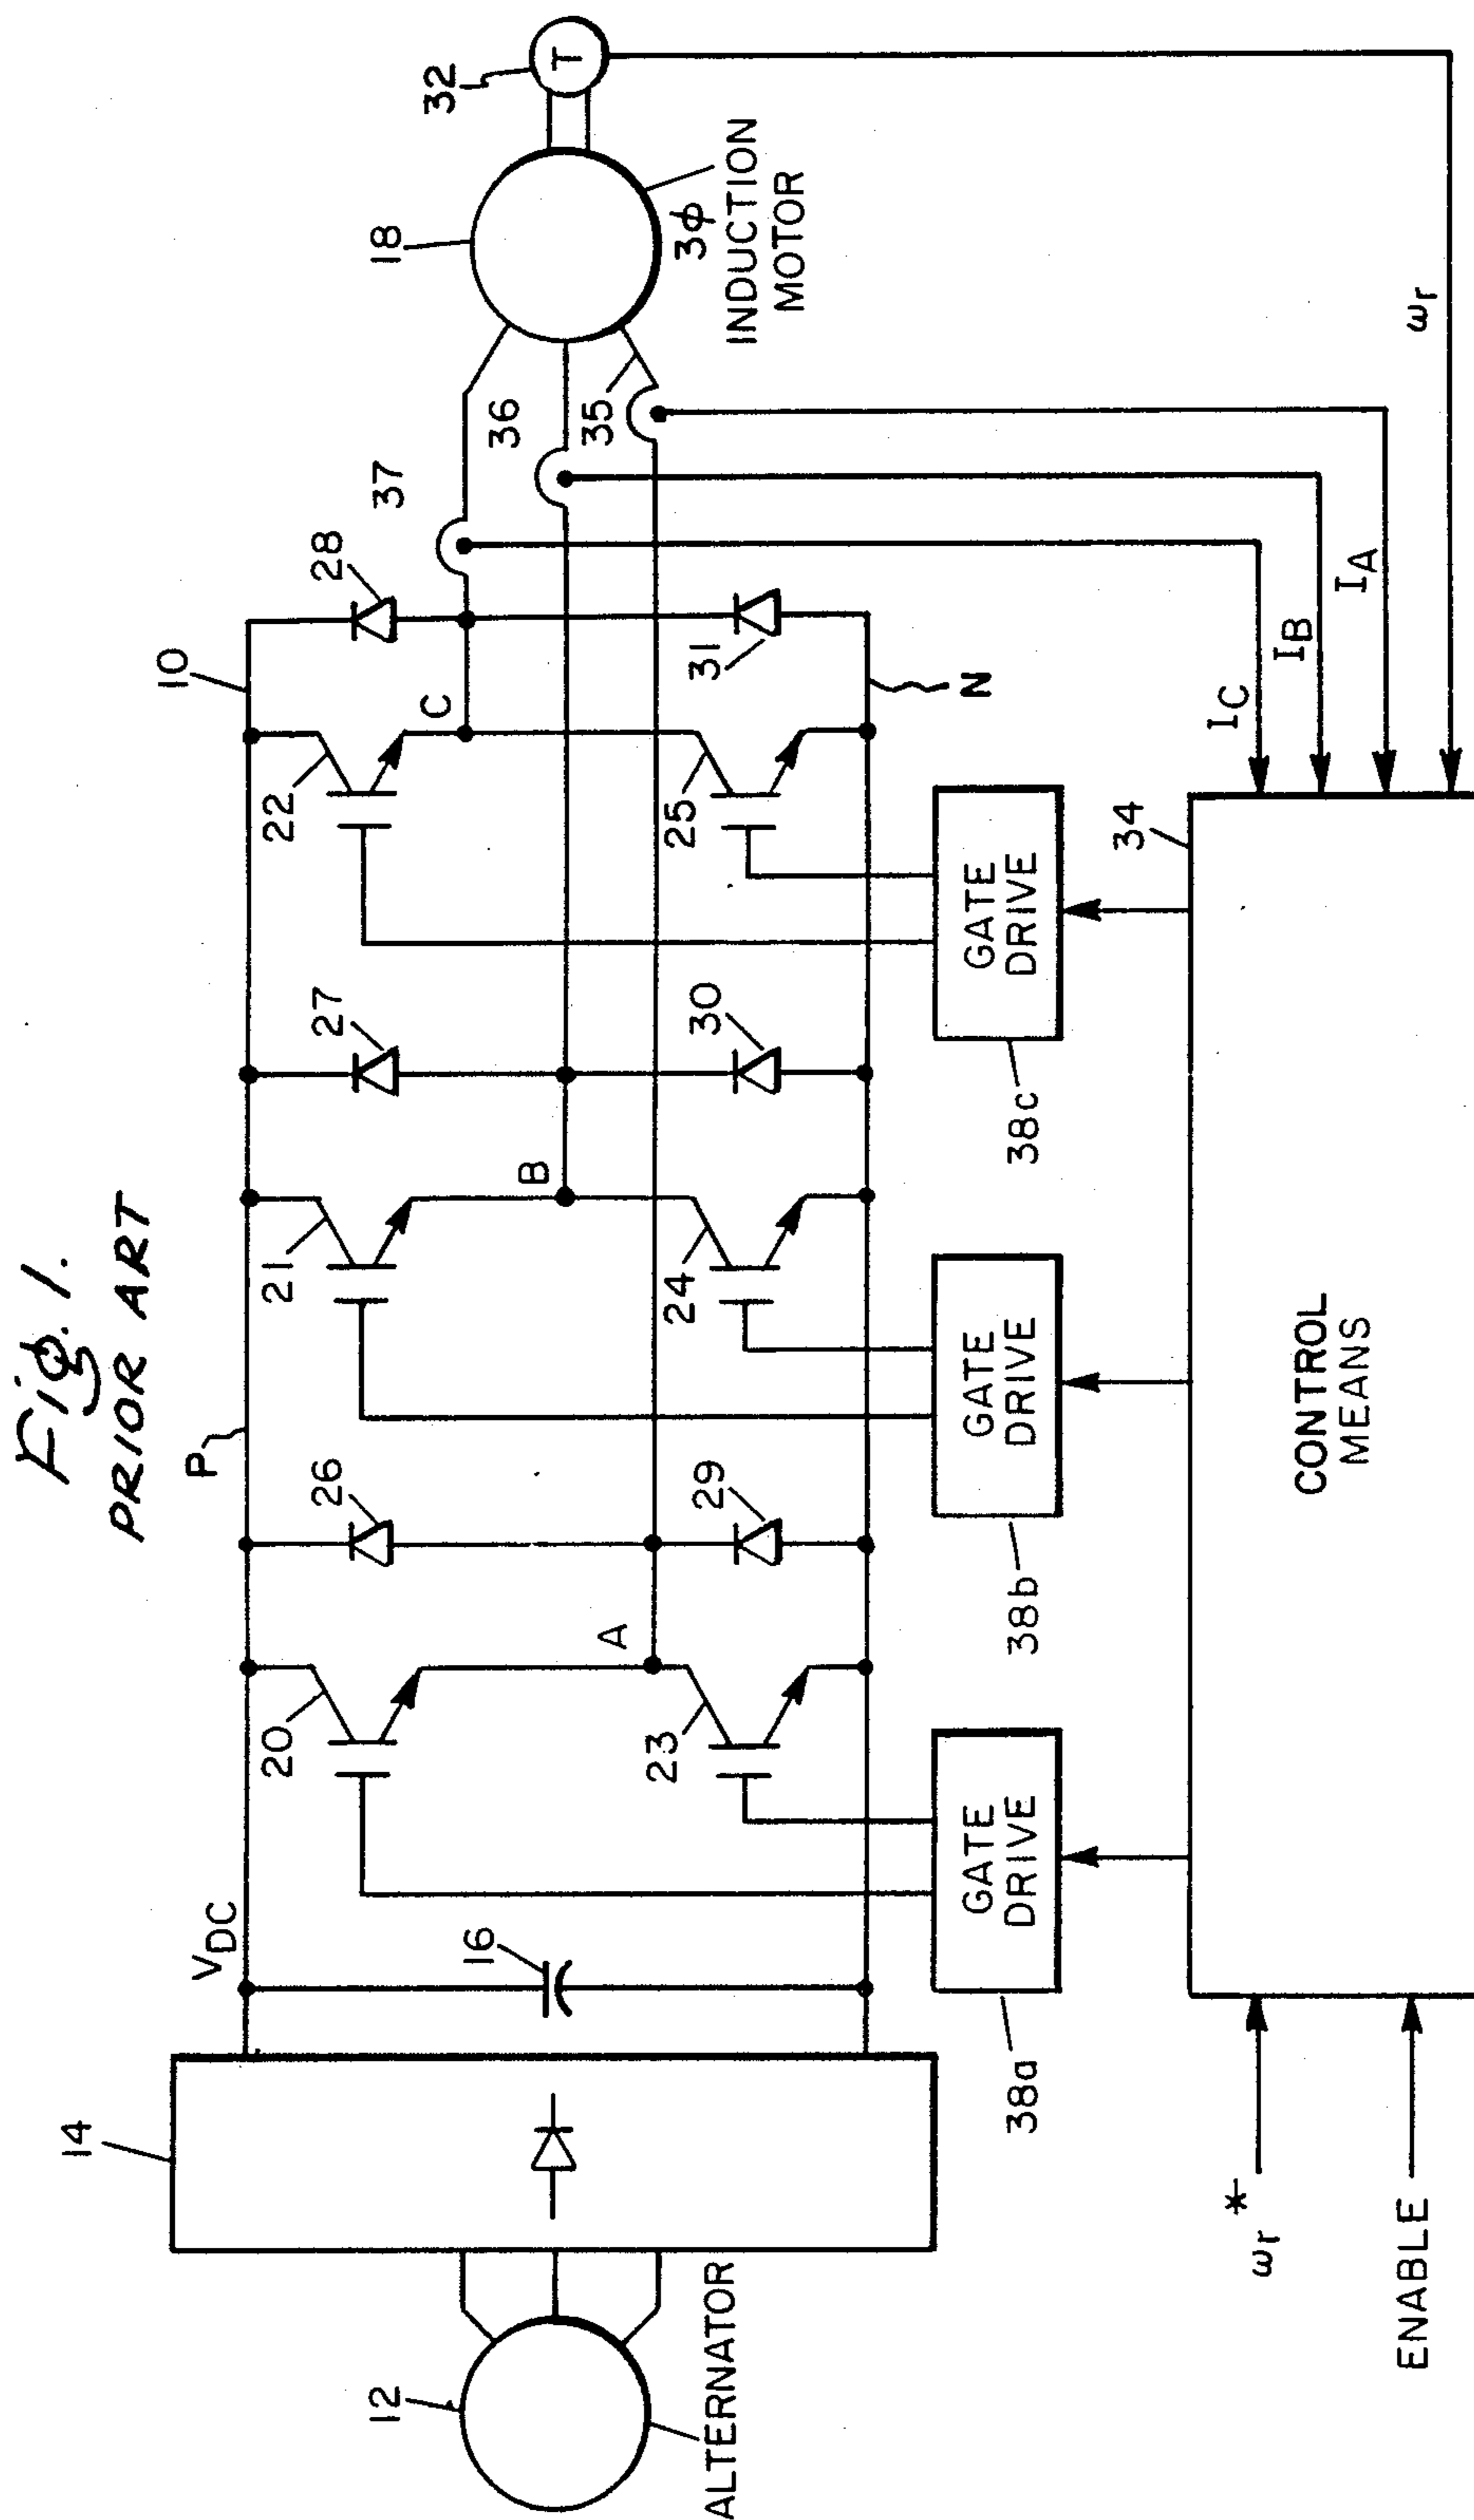 Fig. 1.
PRIOR ART
14
VDC
P
10
12
ALTERNATOR
16
20
26
21
27
22
28
37
18
32
T
36
35
3ϕ
INDUCTION
MOTOR
A
B
C
23
29
24
30
25
31
N
38a
GATE
DRIVE
38b
GATE
DRIVE
38c
GATE
DRIVE
34
IC
IB
IA
ωr
ωr*
ENABLE
CONTROL
MEANS